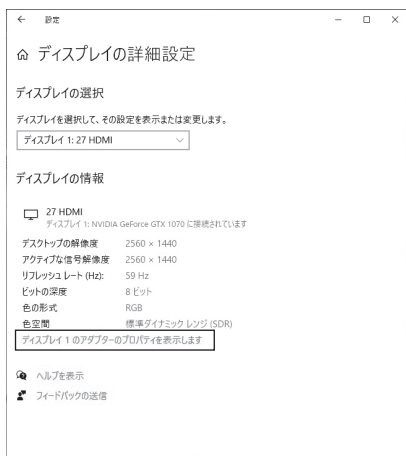 設定
ディスプレイの詳細設定
ディスプレイの選択
ディスプレイを選択して、その設定を表示または変更します。
ディスプレイ 1: 27 HDMI
ディスプレイの情報
27 HDMI
ディスプレイ 1: NVIDIA GeForce GTX 1070 に接続されています
デスクトップの解像度 2560 × 1440
アクティブな信号解像度 2560 × 1440
リフレッシュ レート (Hz): 59 Hz
ビットの深度 8 ビット
色の形式 RGB
色空間 標準ダイナミック レンジ (SDR)
ディスプレイ 1 のアダプターのプロパティを表示します
ヘルプを表示
フィードバックの送信